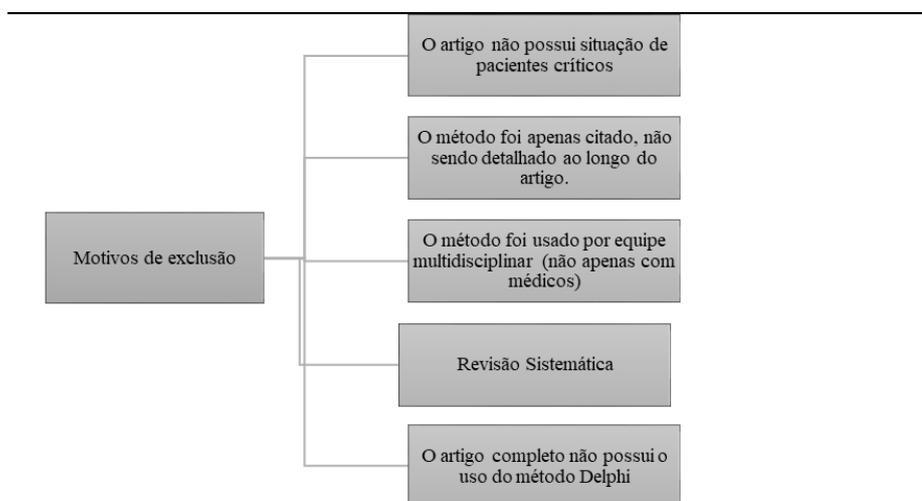 O artigo não possui situação de
pacientes críticos
O método foi apenas citado, não
sendo detalhado ao longo do
artigo.
O método foi usado por equipe
multidisciplinar (não apenas com
médicos)
Motivos de exclusão
Revisão Sistemática
O artigo completo não possui o
uso do método Delphi